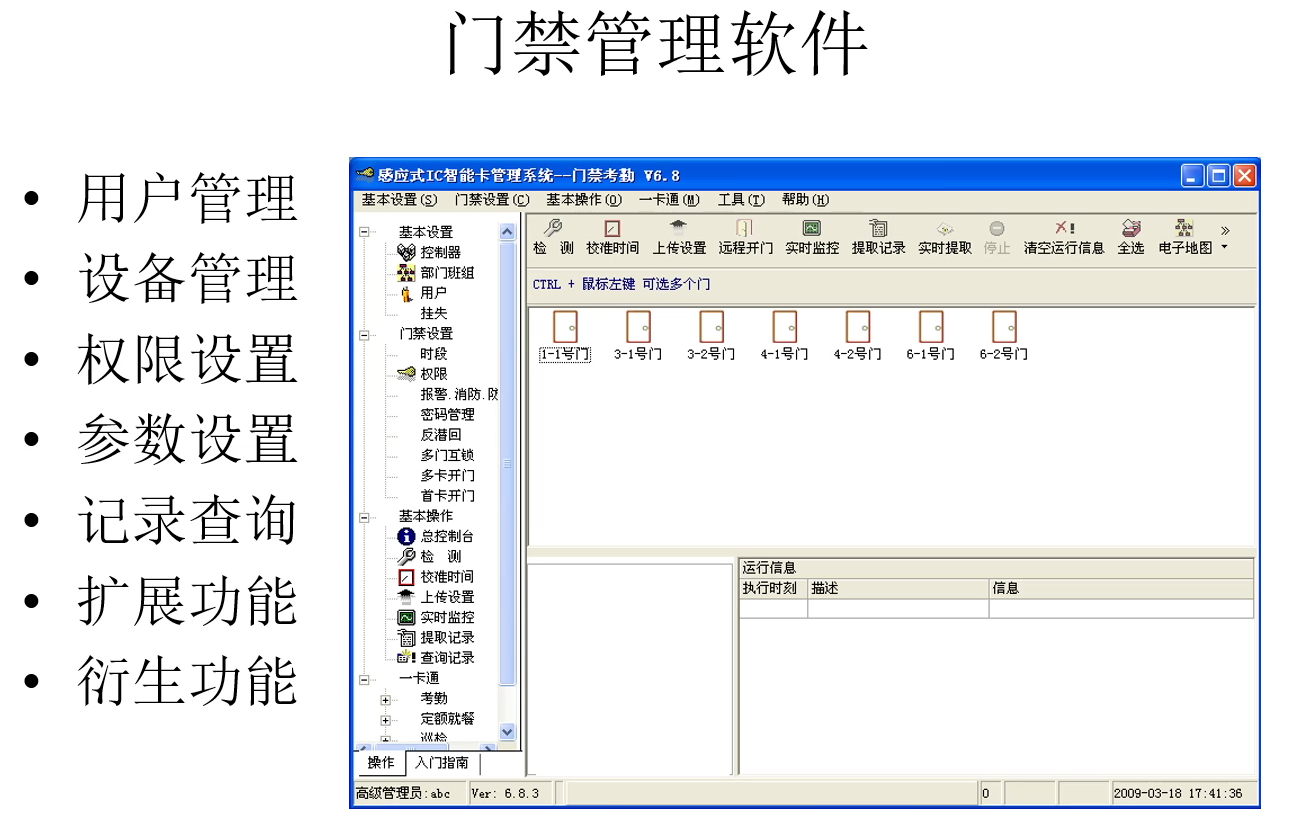 门禁管理软件
• 用户管理
• 设备管理
• 权限设置
• 参数设置
• 记录查询
• 扩展功能
• 衍生功能
感应式IC智能卡管理系统--门禁考勤 V6.8
基本设置(S) 门禁设置(C) 基本操作(O) 一卡通(M) 工具(T) 帮助(H)
基本设置
控制器
部门班组
用户
挂失
门禁设置
时段
权限
报警.消防.防
密码管理
反潜回
多门互锁
多卡开门
首卡开门
基本操作
总控制台
检 测
校准时间
上传设置
实时监控
提取记录
查询记录
一卡通
考勤
定额就餐
巡检
操作 入门指南
检 测 校准时间 上传设置 远程开门 实时监控 提取记录 实时提取 停止 清空运行信息 全选 电子地图
CTRL + 鼠标左键 可选多个门
1-1号门 3-1号门 3-2号门 4-1号门 4-2号门 6-1号门 6-2号门
运行信息
执行时刻 描述 信息
高级管理员:abc Ver: 6.8.3 0 2009-03-18 17:41:36